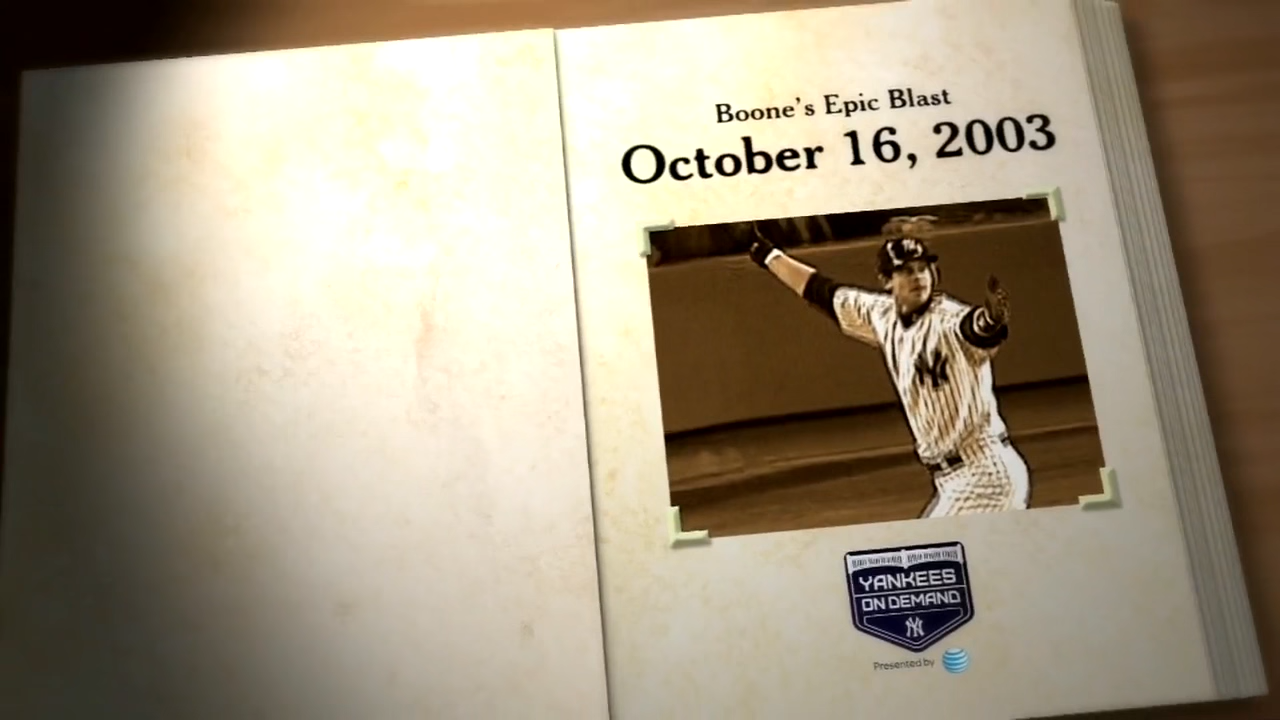 Boone's Epic Blast
October 16, 2003
YANKEES
ON DEMAND
Presented by